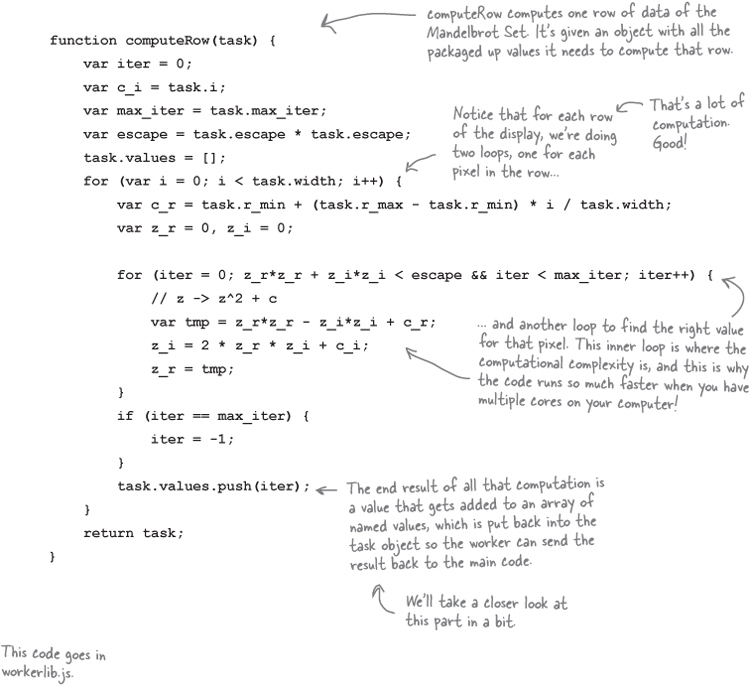 computeRow computes one row of data of the
Mandelbrot Set. It's given an object with all the
packaged up values it needs to compute that row.
function computeRow(task) {
var iter = 0;
var c_i = task.i;
var max_iter = task.max_iter;
var escape = task.escape * task.escape;
task.values = [];
for (var i = 0; i < task.width; i++) {
Notice that for each row
of the display, we're doing
two loops, one for each
pixel in the row...
That's a lot of
computation.
Good!
var c_r = task.r_min + (task.r_max - task.r_min) * i / task.width;
var z_r = 0, z_i = 0;
for (iter = 0; z_r*z_r + z_i*z_i < escape && iter < max_iter; iter++) {
// z -> z^2 + c
var tmp = z_r*z_r - z_i*z_i + c_r;
z_i = 2 * z_r * z_i + c_i;
z_r = tmp;
}
... and another loop to find the right value
for that pixel. This inner loop is where the
computational complexity is, and this is why
the code runs so much faster when you have
multiple cores on your computer!
if (iter == max_iter) {
iter = -1;
}
task.values.push(iter);
}
return task;
}
The end result of all that computation is
a value that gets added to an array of
named values, which is put back into the
task object so the worker can send the
result back to the main code.
We'll take a closer look at
this part in a bit.
This code goes in
workerlib.js.